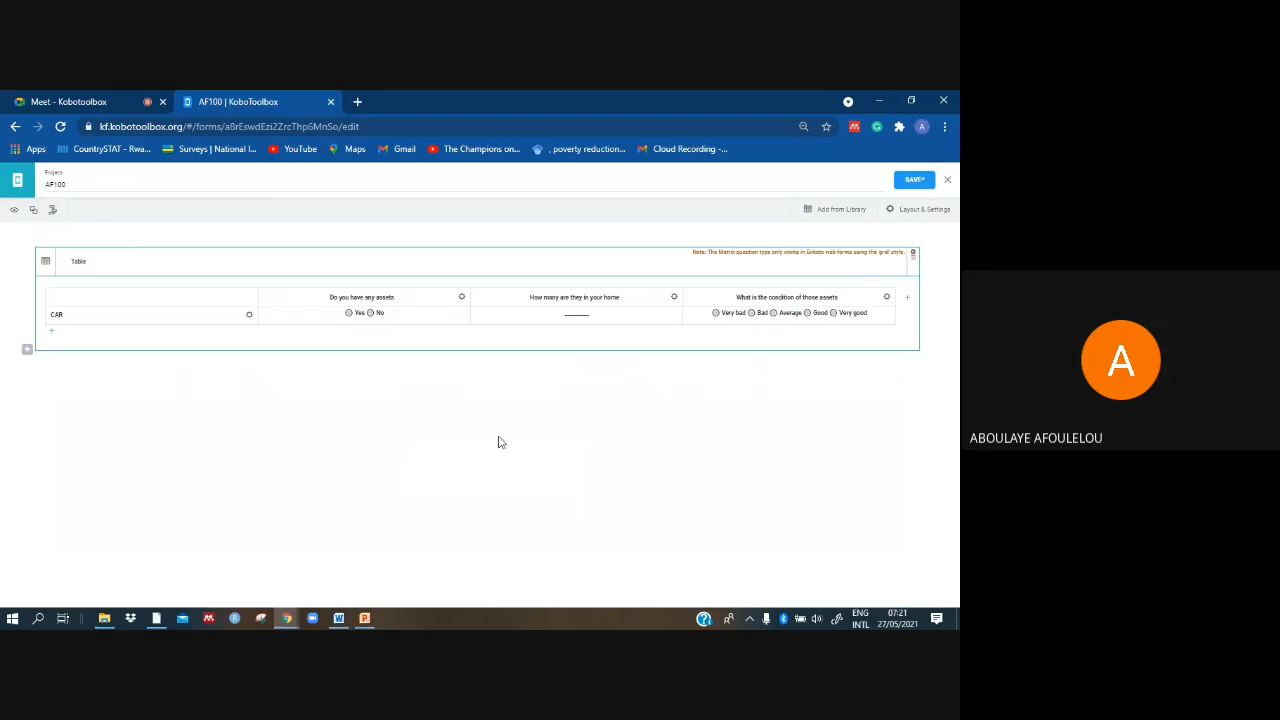 Meet - Kobotoolbox
AF100 | KoboToolbox
kf.kobotoolbox.org/#/forms/a8rEswdEzi2ZrcThp6MnSo/edit
Apps CountrySTAT - Rwa... Surveys | National I... YouTube Maps Gmail The Champions on... , poverty reduction... Cloud Recording -...
A
Project
AF100
SAVE*
Add from Library Layout & Settings
Note: The Matrix question type only works in Enketo web forms using the 'grid' style.
Table
Do you have any assets How many are they in your home What is the condition of those assets
CAR Yes No ________ Very bad Bad Average Good Very good
A
ABOULAYE AFOULELOU
ENG
INTL
07:21
27/05/2021